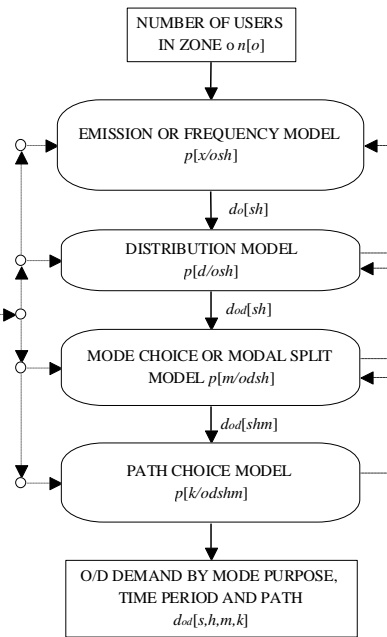 NUMBER OF USERS
IN ZONE o n[o]
EMISSION OR FREQUENCY MODEL
p[x/osh]
do[sh]
DISTRIBUTION MODEL
p[d/osh]
dod[sh]
MODE CHOICE OR MODAL SPLIT
MODEL p[m/odsh]
dod[shm]
PATH CHOICE MODEL
p[k/odshm]
O/D DEMAND BY MODE PURPOSE,
TIME PERIOD AND PATH
dod[s,h,m,k]